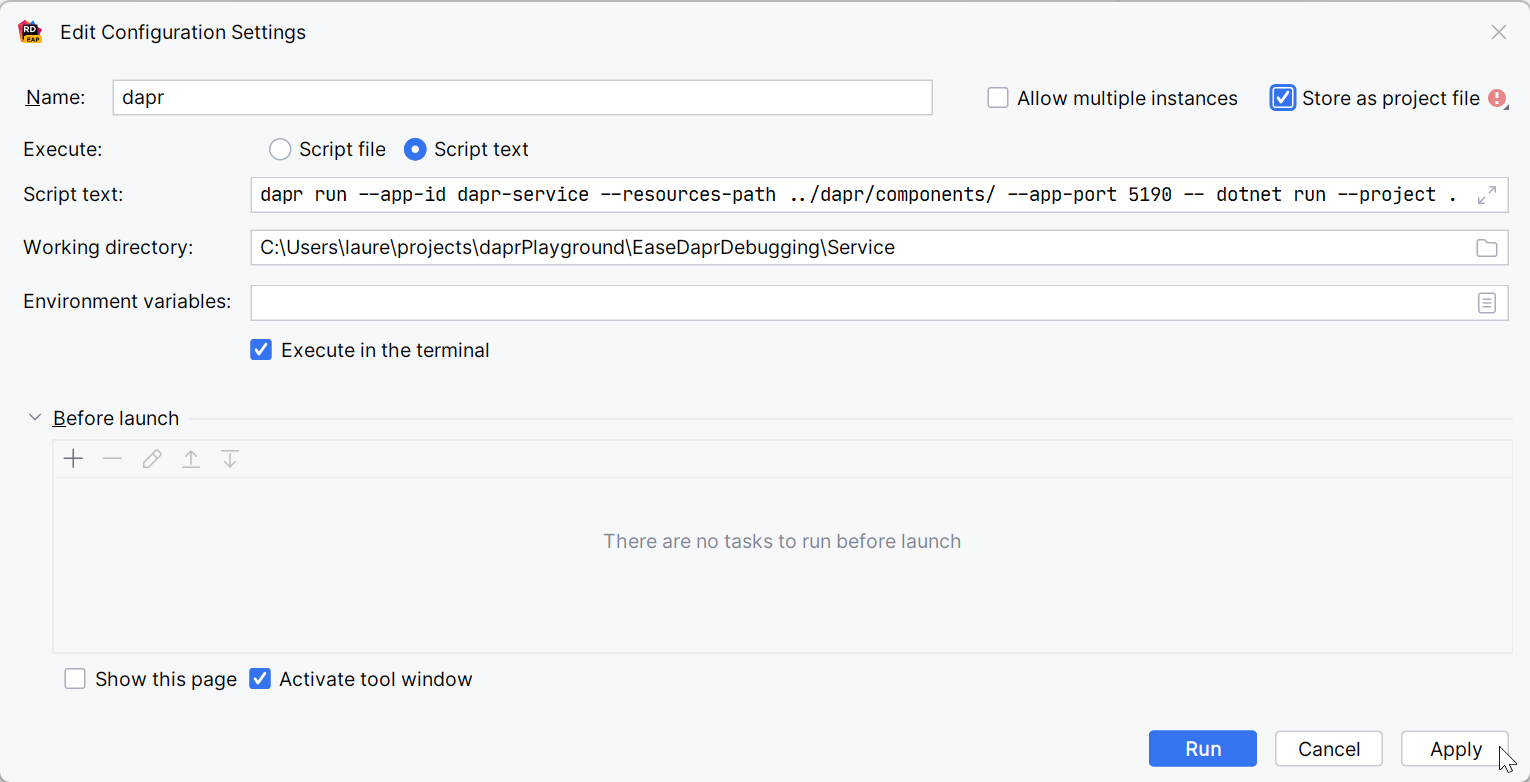 RD EAP Edit Configuration Settings
Name: dapr Allow multiple instances Store as project file
Execute: Script file Script text
Script text: dapr run --app-id dapr-service --resources-path ../dapr/components/ --app-port 5190 -- dotnet run --project .
Working directory: C:\Users\laure\projects\daprPlayground\EaseDaprDebugging\Service
Environment variables:
Execute in the terminal
Before launch
There are no tasks to run before launch
Show this page Activate tool window
Run Cancel Apply